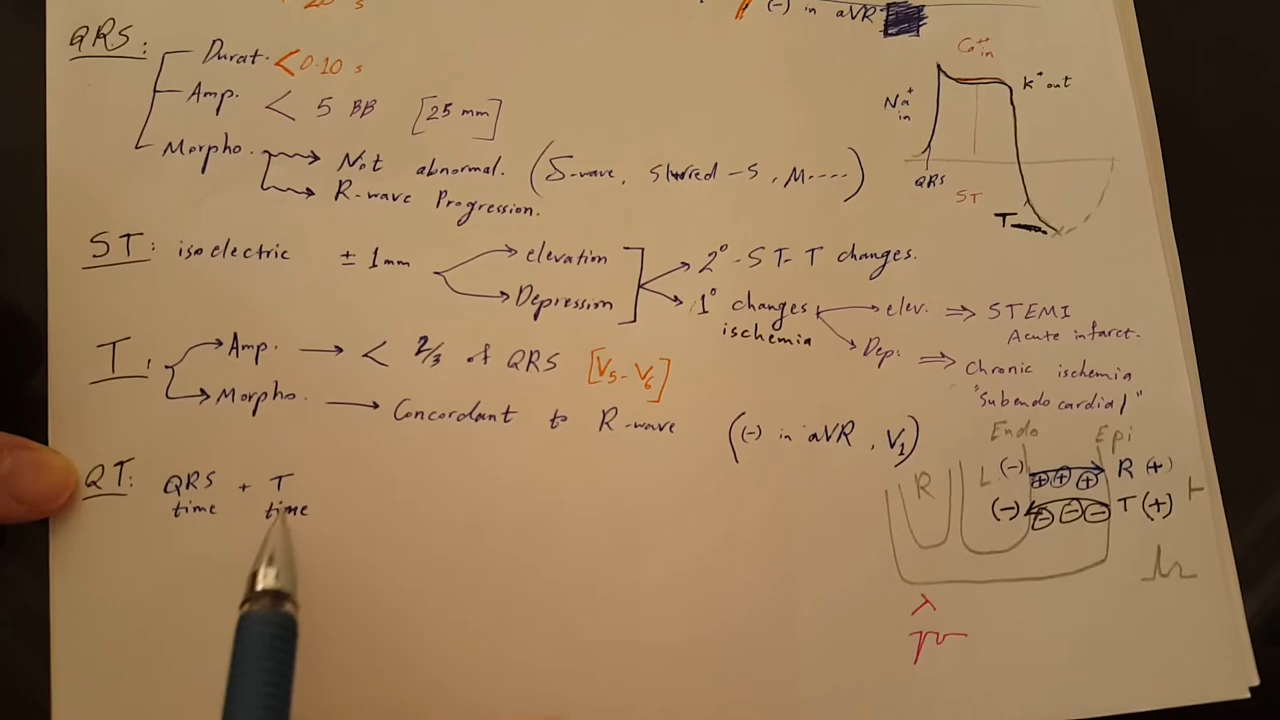 (-) in aVR
QRS:
Durat. < 0.10 s
Amp. < 5 BB [25 mm]
Morpho. Not abnormal. (δ-wave, slurred-S, M....)
R-wave Progression.
Ca++ in
Na+ in
K+ out
QRS
ST
T
ST: isoelectric ± 1mm
elevation
Depression
2° - ST-T changes.
1° changes
ischemia
elev. ⇒ STEMI
Acute infarct.
Dep. ⇒ Chronic ischemia
"Subendocardial"
T:
Amp. → < 2/3 of QRS [V5-V6]
Morpho. → Concordant to R-wave ((-) in aVR, V1)
QT: QRS + T
time time
Endo Epi
R L (-) + + + R (+)
(-) - - - T (+)